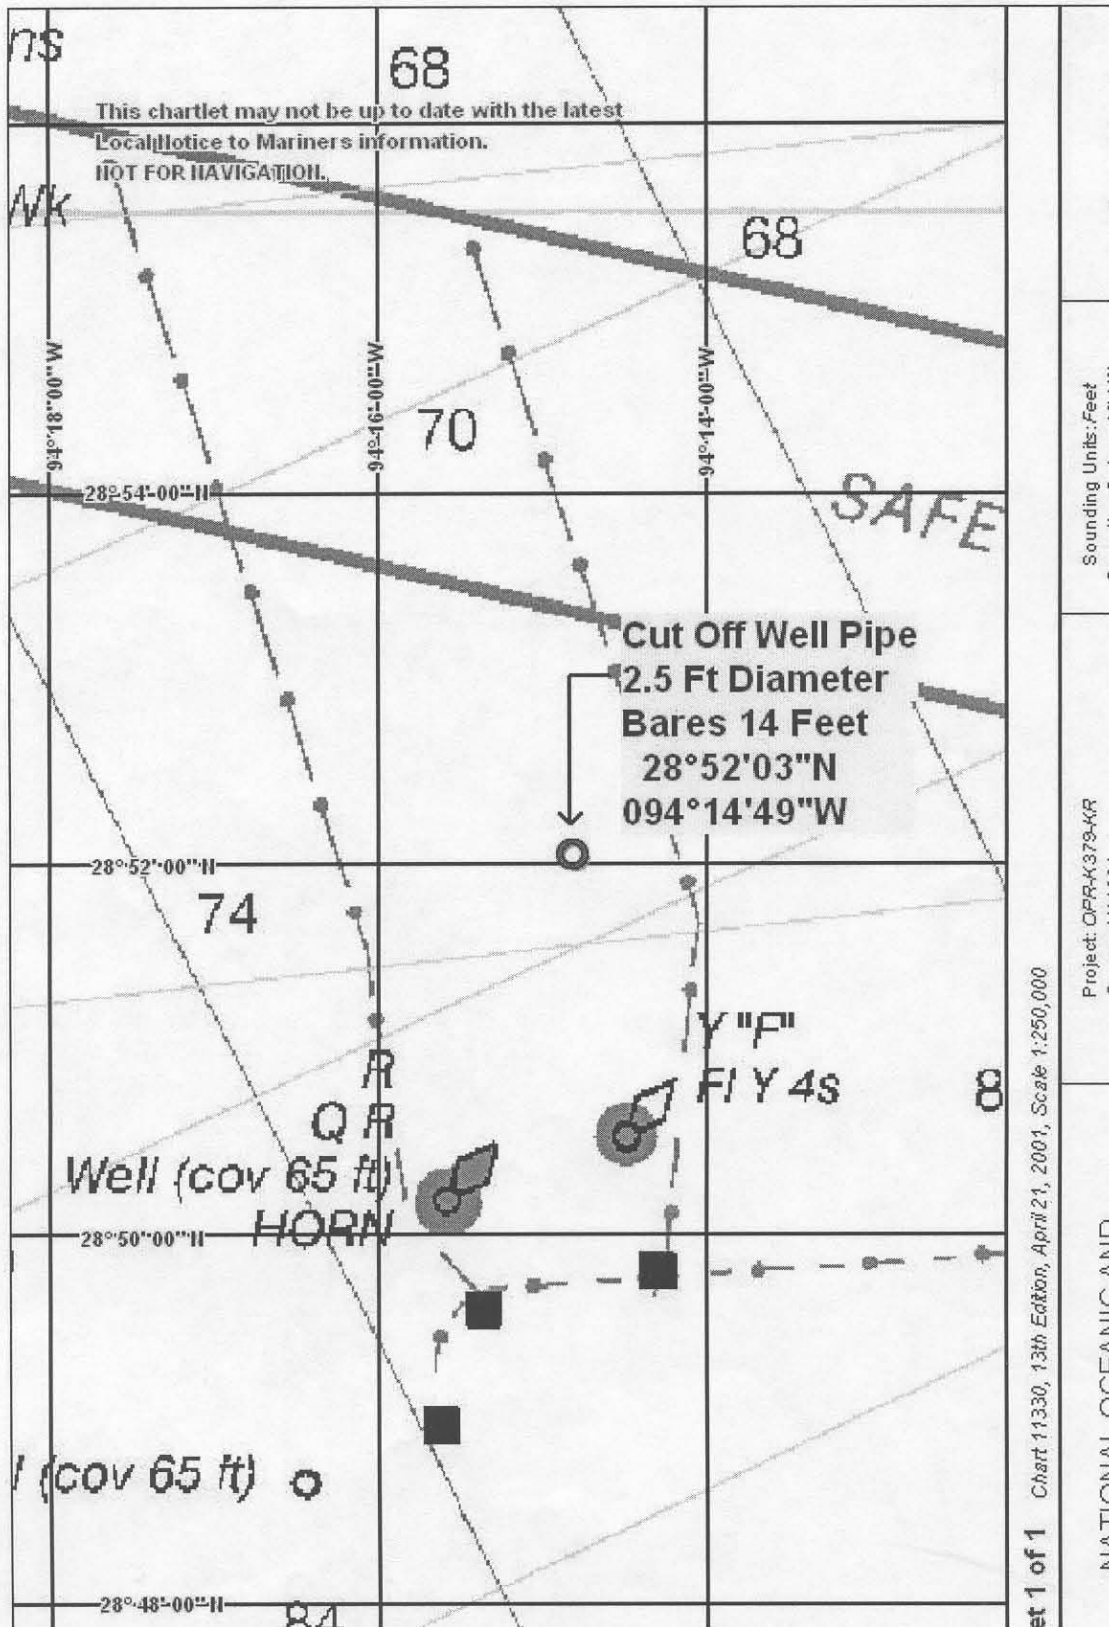 ns
68
This chartlet may not be up to date with the latest
Local Notice to Mariners information.
NOT FOR NAVIGATION.
Wk
68
94°18'00"W
94°16'00"W
94°14'00"W
70
28°54'00"N
SAFE
Cut Off Well Pipe
2.5 Ft Diameter
Bares 14 Feet
28°52'03"N
094°14'49"W
28°52'00"N
74
Y "F"
Fl Y 4s
8
R
Q R
Well (cov 65 ft)
HORN
28°50'00"N
l (cov 65 ft)
28°48'00"N
84
et 1 of 1 Chart 11330, 13th Edition, April 21, 2001, Scale 1:250,000
Sounding Units: Feet
Project: OPR-K379-KR
NATIONAL OCEANIC AND